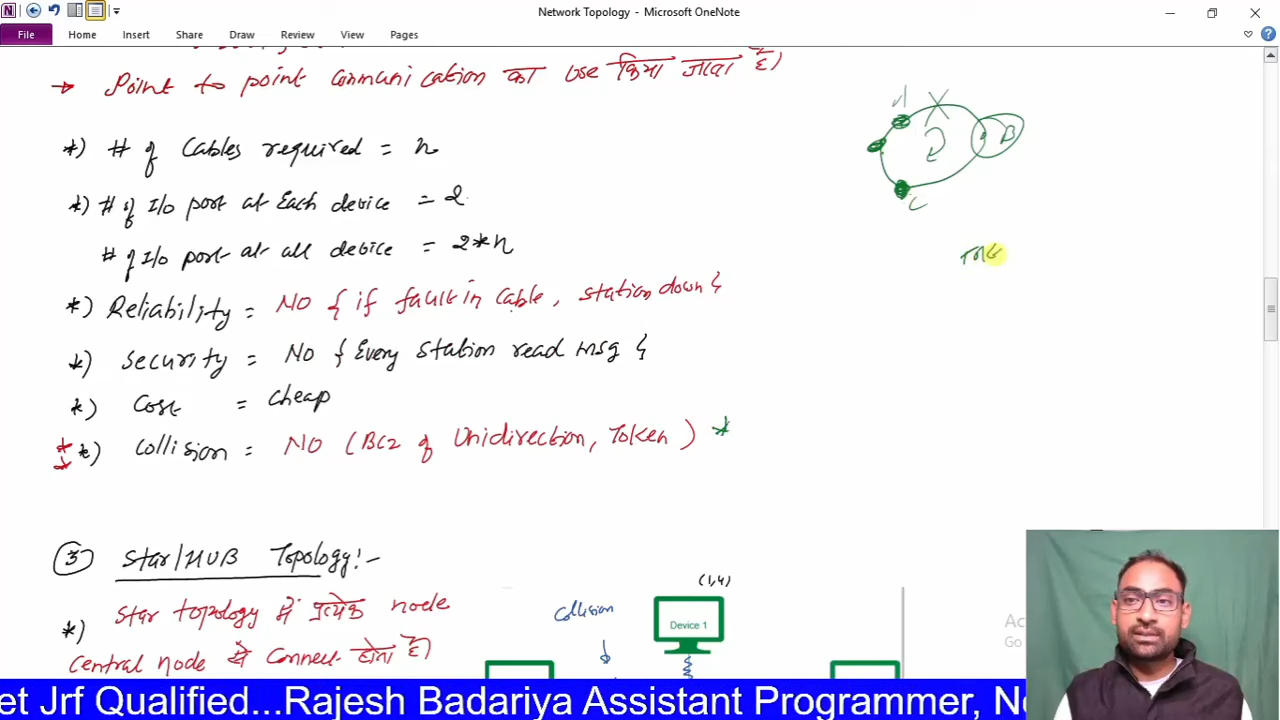 Network Topology - Microsoft OneNote
File Home Insert Share Draw Review View Pages
→ Point to point communication का use किया जाता है)
A
B
C
*) # of Cables required = n
*) # of I/o port at Each device = 2
# of I/o port at all device = 2*n
*) Reliability = NO { if fault in cable, station down }
*) Security = NO { Every station read msg }
*) Cost = Cheap
*) Collision = NO (BCZ of Unidirection, Token) *
③ Star/HUB Topology:-
(1,4)
*) Star topology में प्रत्येक node
Collision
Device 1
Central node से Connect होता है)
et Jrf Qualified...Rajesh Badariya Assistant Programmer, No